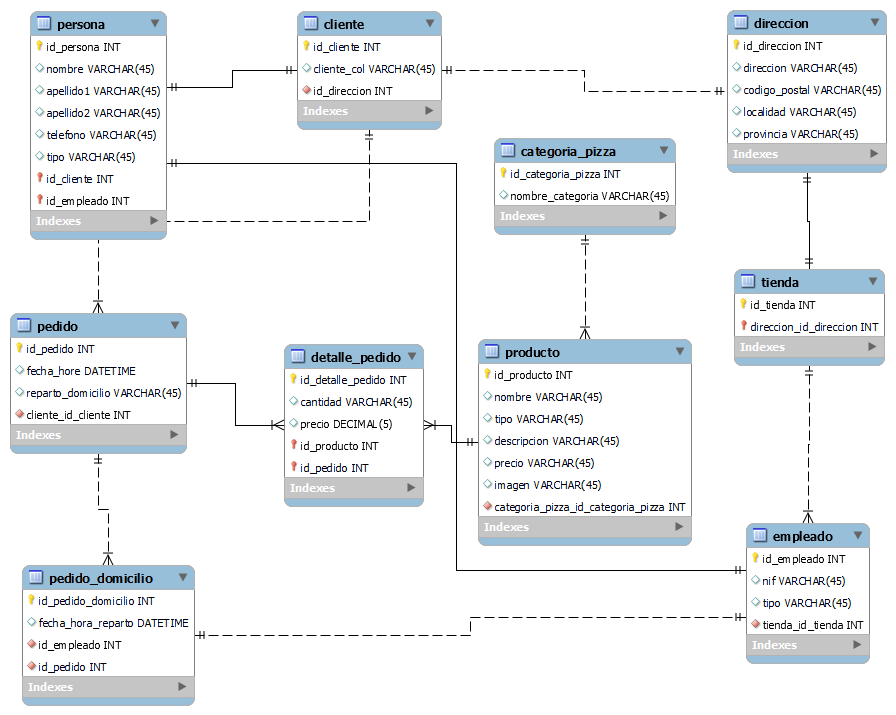 persona
id_persona INT
nombre VARCHAR(45)
apellido1 VARCHAR(45)
apellido2 VARCHAR(45)
telefono VARCHAR(45)
tipo VARCHAR(45)
id_cliente INT
id_empleado INT
Indexes
cliente
id_cliente INT
cliente_col VARCHAR(45)
id_direccion INT
Indexes
direccion
id_direccion INT
direccion VARCHAR(45)
codigo_postal VARCHAR(45)
localidad VARCHAR(45)
provincia VARCHAR(45)
Indexes
categoria_pizza
id_categoria_pizza INT
nombre_categoria VARCHAR(45)
Indexes
tienda
id_tienda INT
direccion_id_direccion INT
Indexes
pedido
id_pedido INT
fecha_hore DATETIME
reparto_domicilio VARCHAR(45)
cliente_id_cliente INT
Indexes
detalle_pedido
id_detalle_pedido INT
cantidad VARCHAR(45)
precio DECIMAL(5)
id_producto INT
id_pedido INT
Indexes
producto
id_producto INT
nombre VARCHAR(45)
tipo VARCHAR(45)
descripcion VARCHAR(45)
precio VARCHAR(45)
imagen VARCHAR(45)
categoria_pizza_id_categoria_pizza INT
Indexes
empleado
id_empleado INT
nif VARCHAR(45)
tipo VARCHAR(45)
tienda_id_tienda INT
Indexes
pedido_domicilio
id_pedido_domicilio INT
fecha_hora_reparto DATETIME
id_empleado INT
id_pedido INT
Indexes